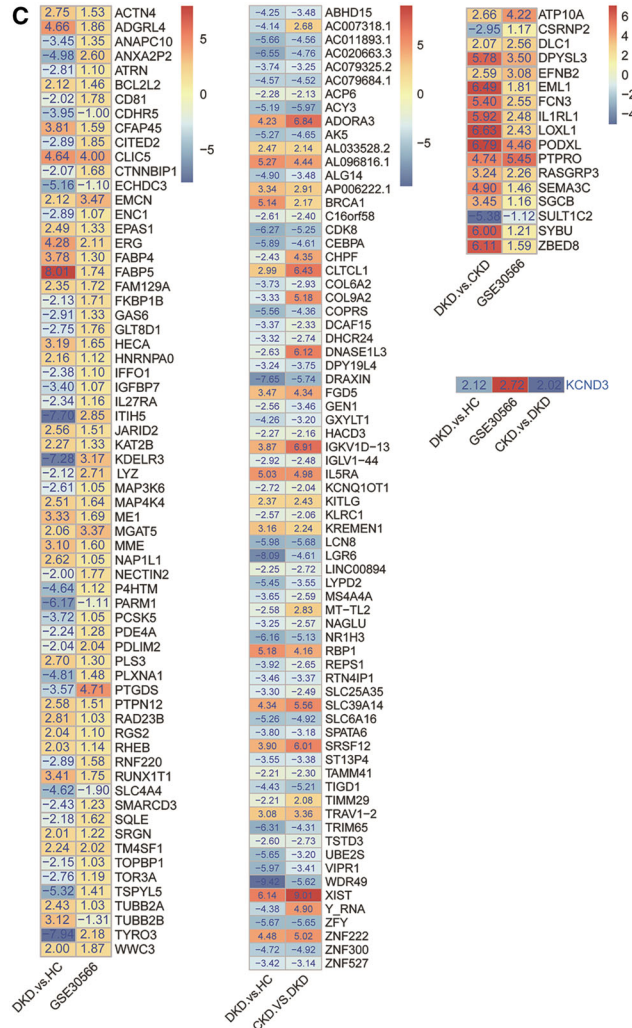 C
2.75 1.53 ACTN4
4.66 1.86 ADGRL4
−3.45 1.35 ANAPC10
−4.98 2.60 ANXA2P2
−2.81 1.10 ATRN
2.12 1.46 BCL2L2
−2.02 1.78 CD81
−3.95 −1.00 CDHR5
3.81 1.59 CFAP45
−2.89 1.85 CITED2
4.64 4.00 CLIC5
−2.07 1.68 CTNNBIP1
−5.16 −1.10 ECHDC3
2.12 3.47 EMCN
−2.89 1.07 ENC1
2.49 1.33 EPAS1
4.28 2.11 ERG
3.78 1.30 FABP4
8.01 1.74 FABP5
2.35 1.72 FAM129A
−2.13 1.71 FKBP1B
−2.91 1.33 GAS6
−2.75 1.76 GLT8D1
3.19 1.65 HECA
2.16 1.12 HNRNPA0
−2.38 1.10 IFFO1
−3.40 1.07 IGFBP7
−2.34 1.16 IL27RA
−7.70 2.85 ITIH5
2.56 1.51 JARID2
2.27 1.33 KAT2B
−7.28 3.17 KDELR3
−2.12 2.71 LYZ
−2.61 1.05 MAP3K6
2.51 1.64 MAP4K4
3.33 1.69 ME1
2.06 3.37 MGAT5
3.10 1.60 MME
2.62 1.05 NAP1L1
−2.00 1.77 NECTIN2
−4.64 1.12 P4HTM
−6.17 −1.11 PARM1
−3.72 1.05 PCSK5
−2.24 1.28 PDE4A
−2.04 2.04 PDLIM2
2.70 1.30 PLS3
−4.81 1.48 PLXNA1
−3.57 4.71 PTGDS
2.58 1.51 PTPN12
2.81 1.03 RAD23B
2.04 1.10 RGS2
2.03 1.14 RHEB
−2.89 1.58 RNF220
3.41 1.75 RUNX1T1
−4.62 −1.90 SLC4A4
−2.43 1.23 SMARCD3
−2.18 1.62 SQLE
2.01 1.22 SRGN
2.24 2.02 TM4SF1
−2.15 1.03 TOPBP1
−2.76 1.19 TOR3A
−5.32 1.41 TSPYL5
2.43 1.03 TUBB2A
3.12 −1.31 TUBB2B
−7.94 2.18 TYRO3
2.00 1.87 WWC3
DKD.vs.HC
GSE30566
5
0
−5
−4.25 −3.48 ABHD15
−4.14 2.68 AC007318.1
−5.66 −4.56 AC011893.1
−6.55 −4.76 AC020663.3
−3.74 −3.25 AC079325.2
−4.57 −4.52 AC079684.1
−2.28 −2.13 ACP6
−5.19 −5.97 ACY3
4.23 6.84 ADORA3
−5.27 −4.65 AK5
2.47 2.14 AL033528.2
5.27 4.44 AL096816.1
−4.90 −3.48 ALG14
3.34 2.91 AP006222.1
5.14 2.17 BRCA1
−2.61 −2.40 C16orf58
−6.27 −5.25 CDK8
−5.89 −4.61 CEBPA
−2.43 4.35 CHPF
2.99 6.43 CLTCL1
−3.73 −2.93 COL6A2
−3.33 5.18 COL9A2
−5.56 −4.36 COPRS
−3.37 −2.33 DCAF15
−3.32 −2.74 DHCR24
−2.63 6.12 DNASE1L3
−3.24 −3.75 DPY19L4
−7.65 −5.74 DRAXIN
3.47 4.34 FGD5
−2.56 −3.46 GEN1
−4.26 −3.20 GXYLT1
−2.27 −2.16 HACD3
3.87 6.91 IGKV1D−13
−2.92 −2.48 IGLV1−44
5.03 4.98 IL5RA
−2.72 −2.04 KCNQ1OT1
2.37 2.43 KITLG
−2.57 −2.06 KLRC1
3.16 2.24 KREMEN1
−5.98 −5.68 LCN8
−8.09 −4.61 LGR6
−2.25 −2.72 LINC00894
−5.45 −3.55 LYPD2
−3.65 −2.59 MS4A4A
−2.58 2.83 MT−TL2
−3.25 −2.57 NAGLU
−6.16 −5.13 NR1H3
5.18 4.16 RBP1
−3.92 −2.65 REPS1
−3.46 −3.37 RTN4IP1
−3.30 −2.49 SLC25A35
4.34 5.56 SLC39A14
−5.26 −4.92 SLC6A16
−3.80 −3.18 SPATA6
3.90 6.01 SRSF12
−3.55 −3.38 ST13P4
−2.21 −2.30 TAMM41
−4.43 −5.21 TIGD1
−2.21 2.08 TIMM29
3.08 3.36 TRAV1−2
−6.31 −4.31 TRIM65
−2.60 −2.73 TSTD3
−5.65 −3.20 UBE2S
−5.97 −3.41 VIPR1
−9.42 −5.62 WDR49
6.14 XIST
−4.38 4.90 Y_RNA
−5.67 −5.65 ZFY
4.48 5.02 ZNF222
−4.72 −4.92 ZNF300
−3.42 −3.14 ZNF527
DKD.vs.HC
CKD.VS.DKD
5
0
−5
2.66 4.22 ATP10A
−2.95 1.17 CSRNP2
2.07 2.56 DLC1
5.78 3.50 DPYSL3
2.59 3.08 EFNB2
6.49 1.81 EML1
5.40 2.55 FCN3
5.92 2.48 IL1RL1
6.63 2.43 LOXL1
6.79 4.46 PODXL
4.74 5.45 PTPRO
3.24 2.26 RASGRP3
4.90 1.46 SEMA3C
3.45 1.16 SGCB
−5.38 −1.12 SULT1C2
6.00 1.21 SYBU
6.11 1.59 ZBED8
DKD.vs.CKD
GSE30566
6
4
2
0
−2
−4
2.12 2.72 2.02 KCND3
DKD.vs.HC
GSE30566
CKD.vs.DKD